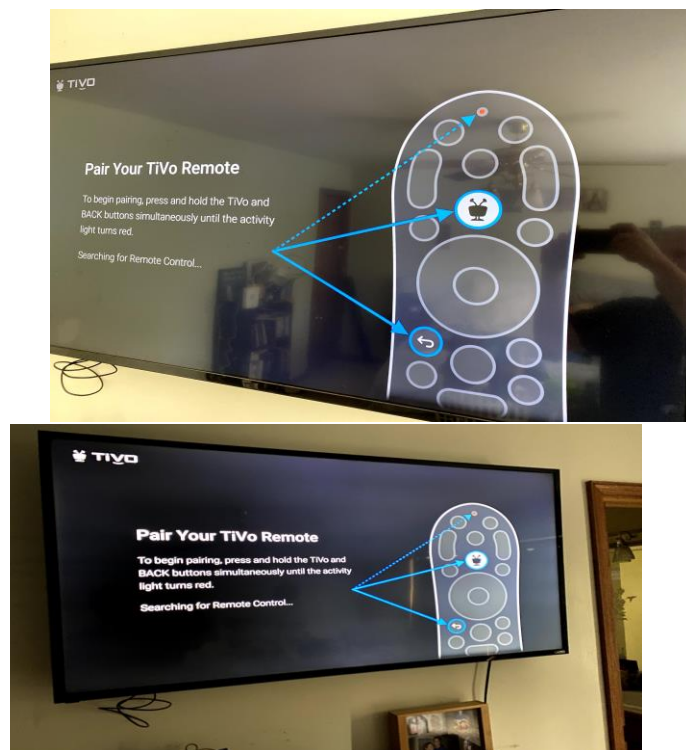 TiVo
Pair Your TiVo Remote
To begin pairing, press and hold the TiVo and
BACK buttons simultaneously until the activity
light turns red.
Searching for Remote Control...
TiVo
Pair Your TiVo Remote
To begin pairing, press and hold the TiVo and
BACK buttons simultaneously until the activity
light turns red.
Searching for Remote Control...